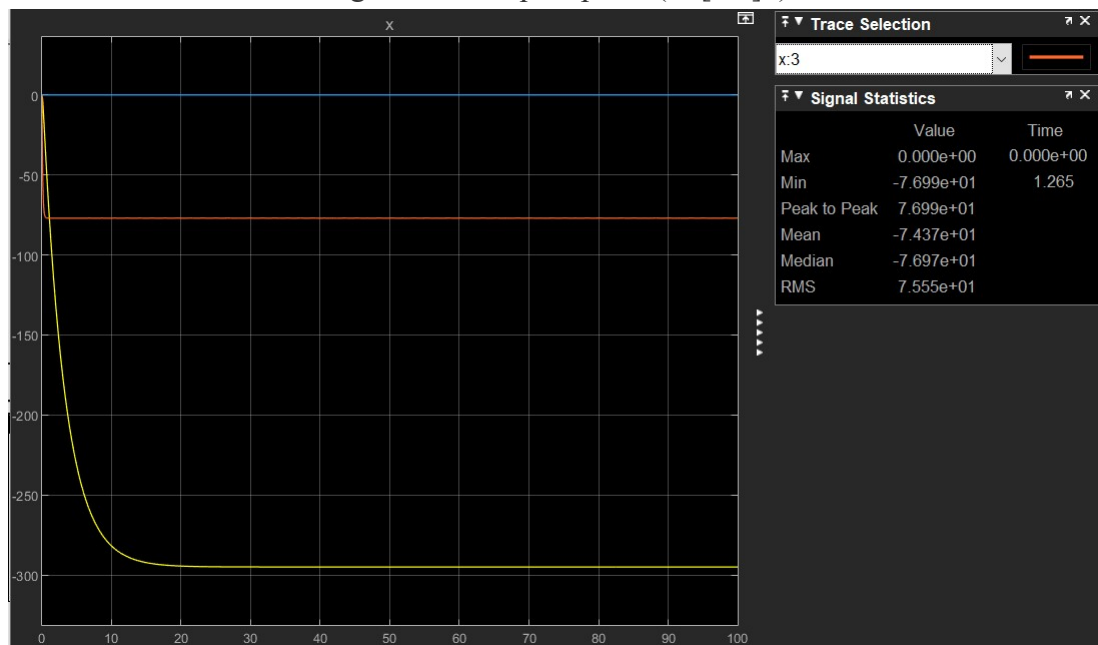 x
0
-50
-100
-150
-200
-250
-300
0 10 20 30 40 50 60 70 80 90 100
Trace Selection
x:3
Signal Statistics
Value Time
Max 0.000e+00 0.000e+00
Min -7.699e+01 1.265
Peak to Peak 7.699e+01
Mean -7.437e+01
Median -7.697e+01
RMS 7.555e+01